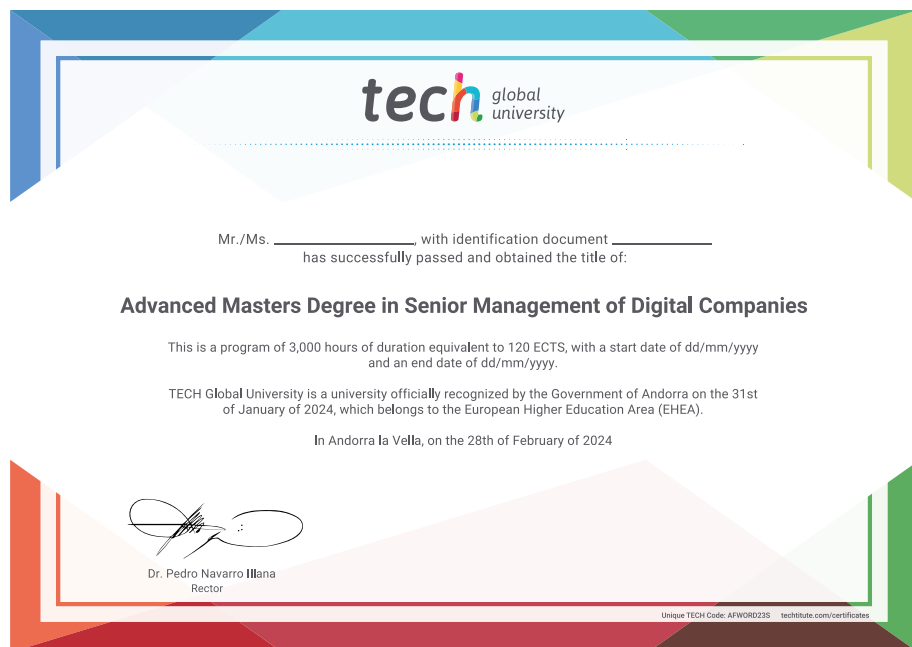 tech global university
Mr./Ms. ______________, with identification document __________
has successfully passed and obtained the title of:
Advanced Masters Degree in Senior Management of Digital Companies
This is a program of 3,000 hours of duration equivalent to 120 ECTS, with a start date of dd/mm/yyyy
and an end date of dd/mm/yyyy.
TECH Global University is a university officially recognized by the Government of Andorra on the 31st
of January of 2024, which belongs to the European Higher Education Area (EHEA).
In Andorra la Vella, on the 28th of February of 2024
Dr. Pedro Navarro Illana
Rector
Unique TECH Code: AFWORD23S techtitute.com/certificates